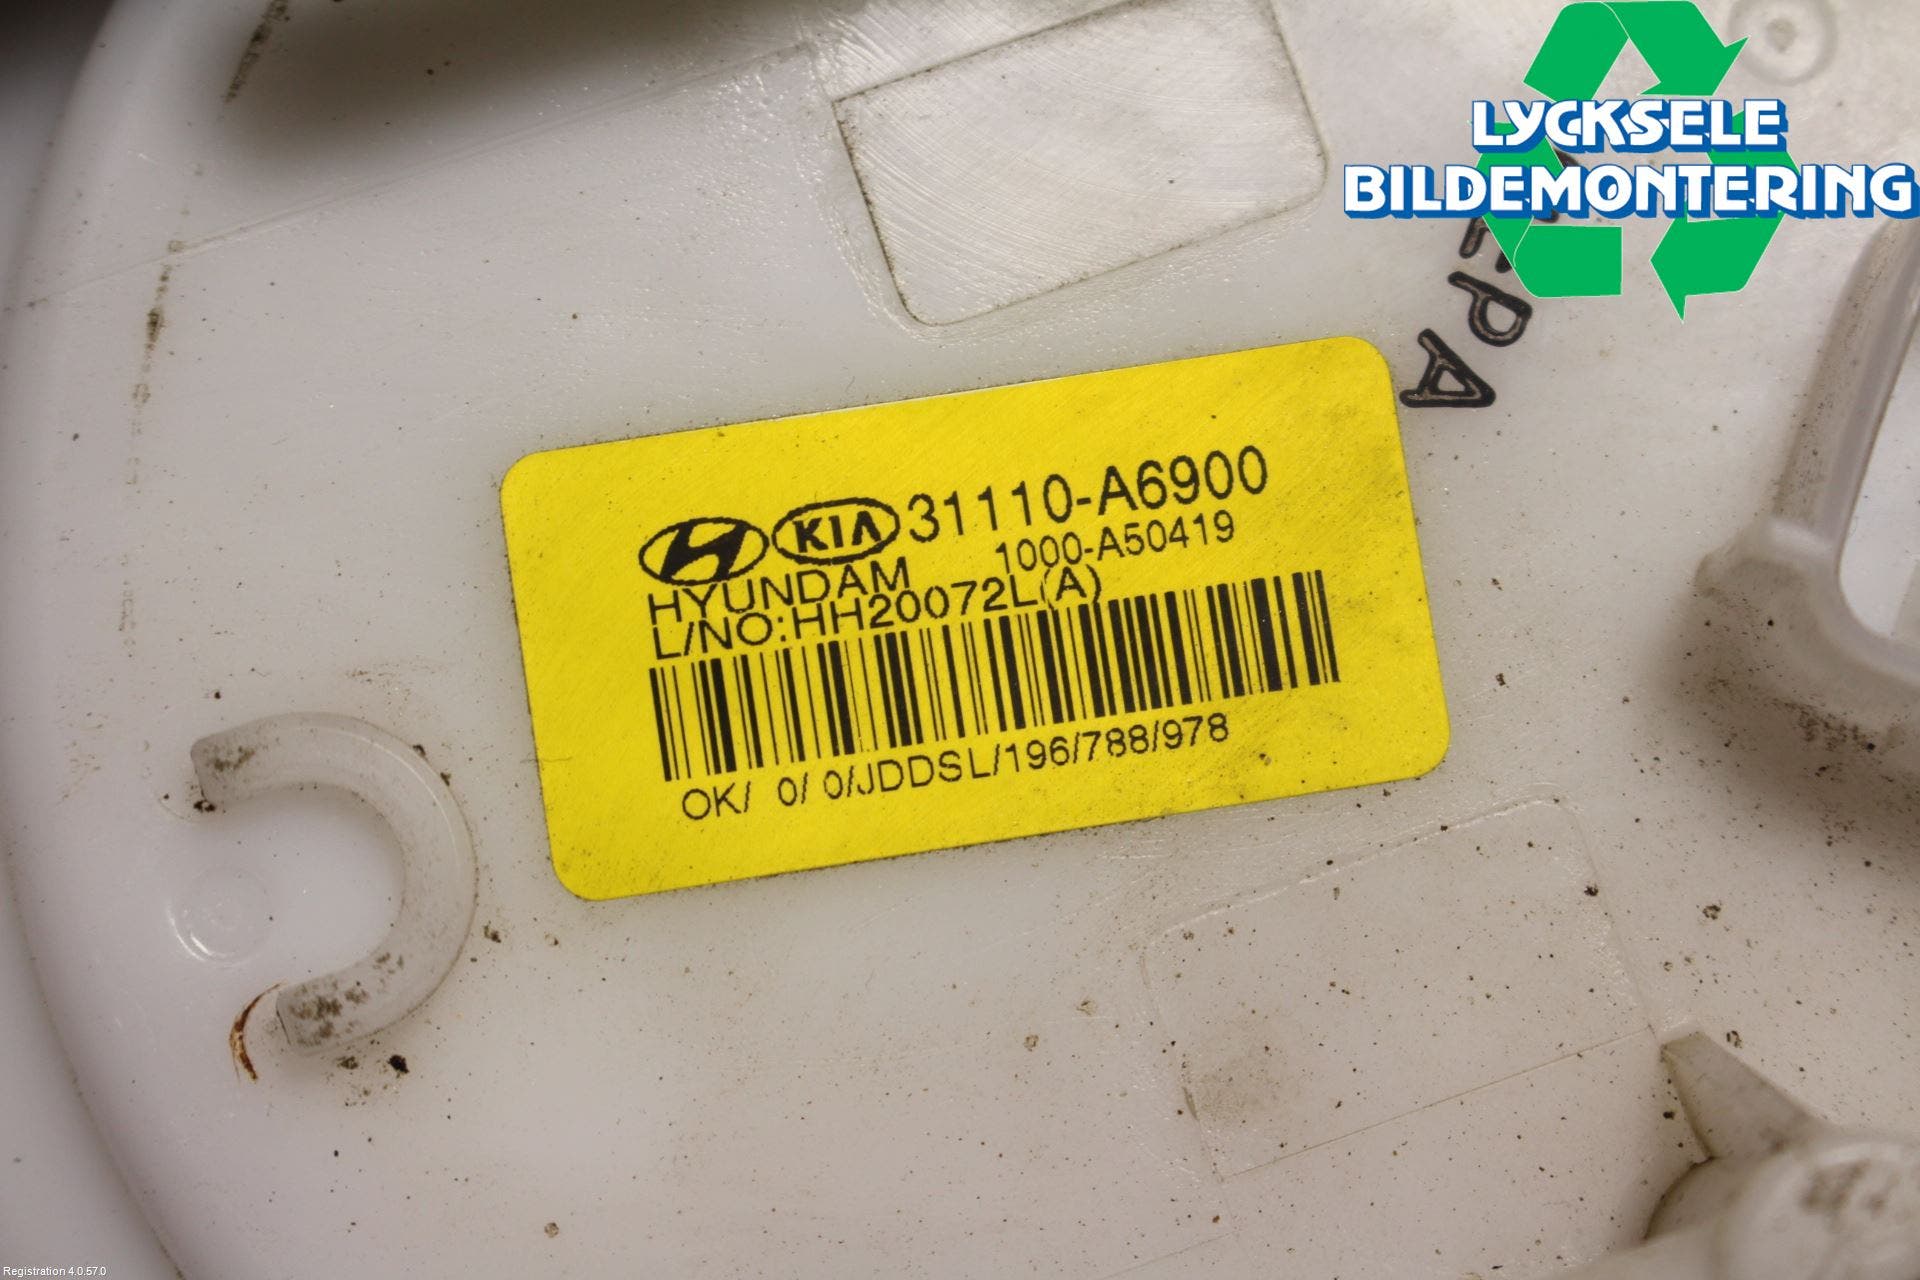 LYCKSELE
BILDEMONTERING
EPA
KIA 31110-A6900
HYUNDAM 1000-A50419
L/NO:HH20072L(A)
OK/ 0/ 0/JDDSL/196/788/978
Registration 4.0.57.0